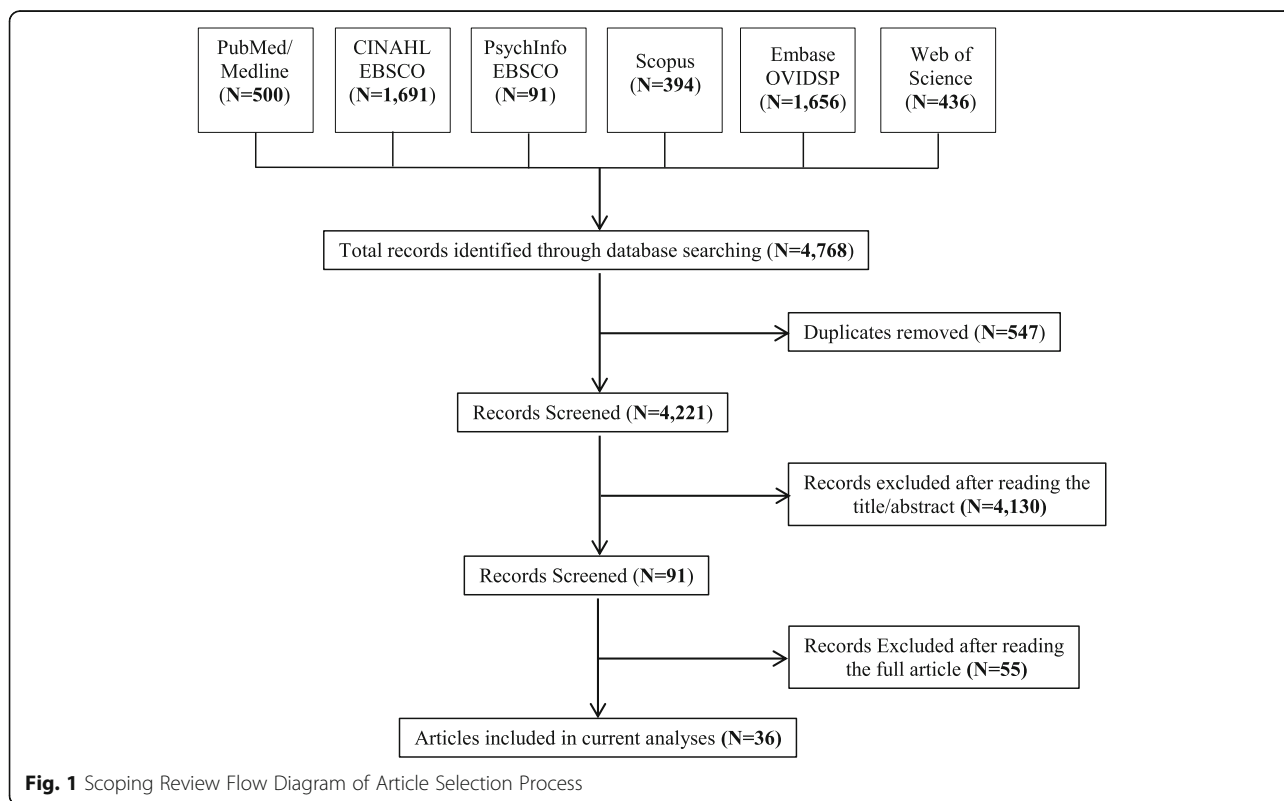 PubMed/
Medline
(N=500)
CINAHL
EBSCO
(N=1,691)
PsychInfo
EBSCO
(N=91)
Scopus
(N=394)
Embase
OVIDSP
(N=1,656)
Web of
Science
(N=436)
Total records identified through database searching (N=4,768)
Duplicates removed (N=547)
Records Screened (N=4,221)
Records excluded after reading the
title/abstract (N=4,130)
Records Screened (N=91)
Records Excluded after reading
the full article (N=55)
Articles included in current analyses (N=36)
Fig. 1 Scoping Review Flow Diagram of Article Selection Process